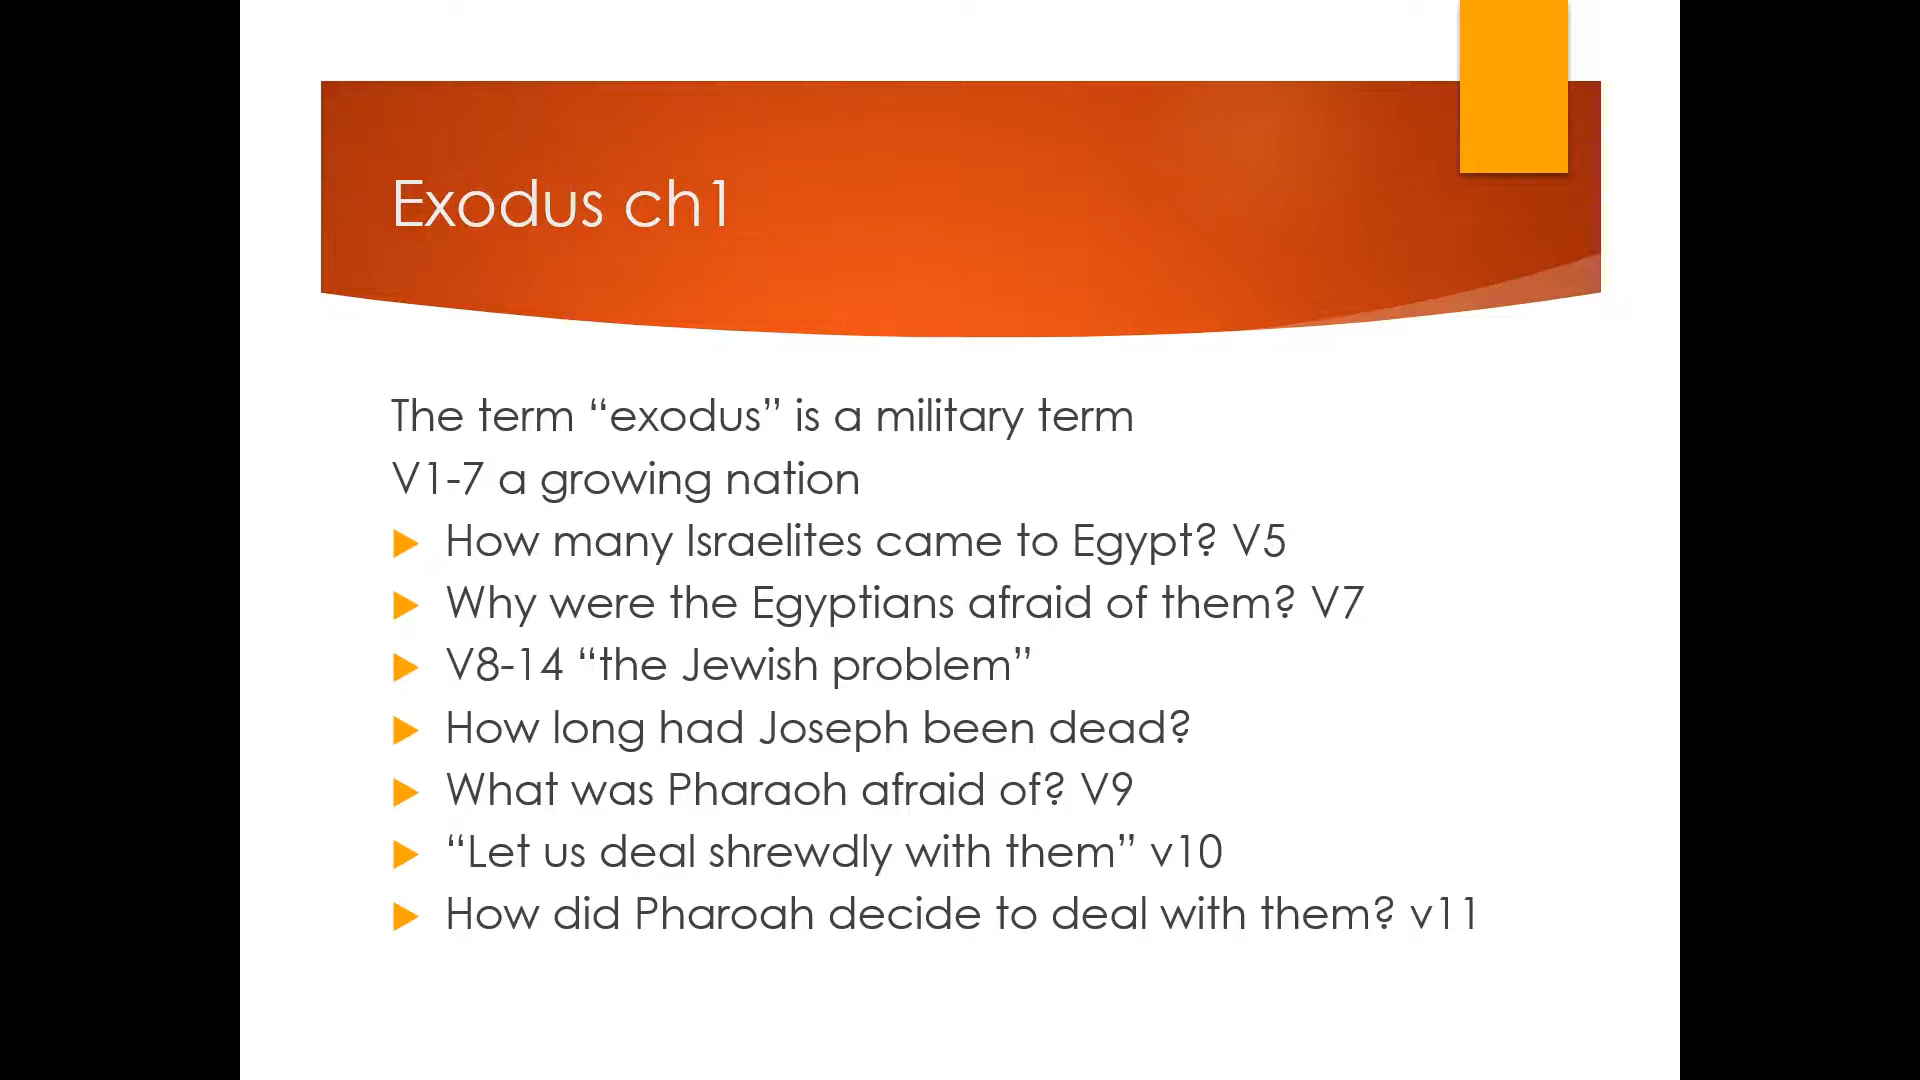 Exodus ch1
The term “exodus” is a military term
V1-7 a growing nation
How many Israelites came to Egypt? V5
Why were the Egyptians afraid of them? V7
V8-14 “the Jewish problem”
How long had Joseph been dead?
What was Pharaoh afraid of? V9
“Let us deal shrewdly with them” v10
How did Pharoah decide to deal with them? v11